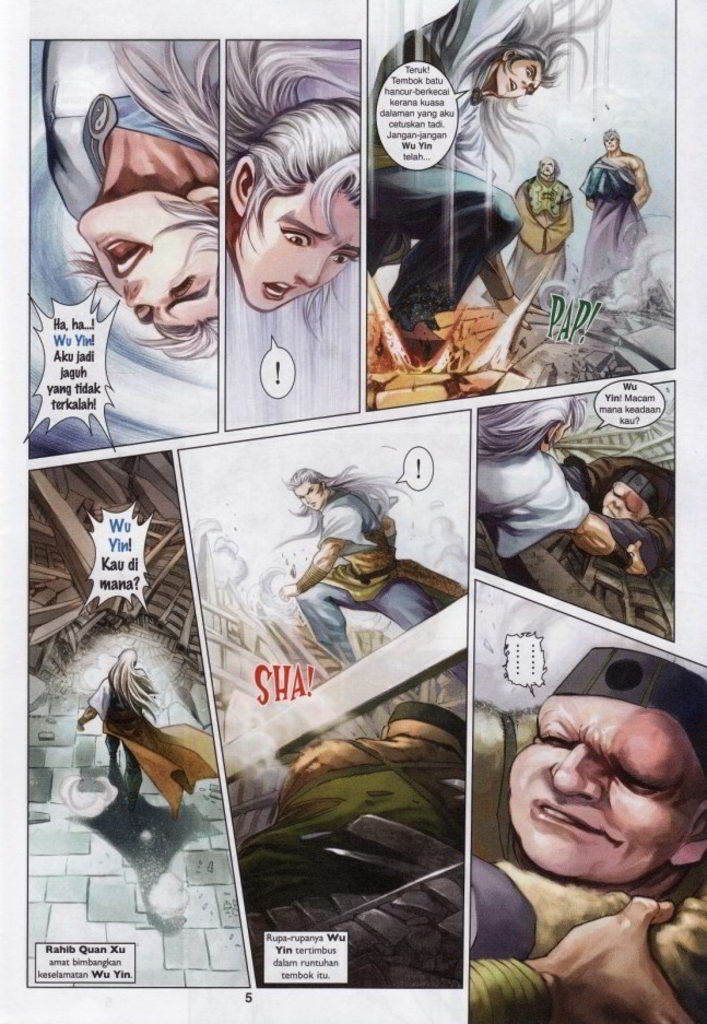 Ha, ha...!
Wu Yin!
Aku jadi
jaguh
yang tidak
terkalah!
!
Teruk!
Tembok batu
hancur-berkecai
kerana kuasa
dalaman yang aku
cetuskan tadi.
Jangan-jangan
Wu Yin
telah...
PAP!
Wu
Yin!
Kau di
mana?
Rahib Quan Xu
amat bimbangkan
keselamatan Wu Yin.
!
SHA!
Rupa-rupanya Wu
Yin tertimbus
dalam runtuhan
tembok itu.
Wu
Yin! Macam
mana keadaan
kau?
......
......
5